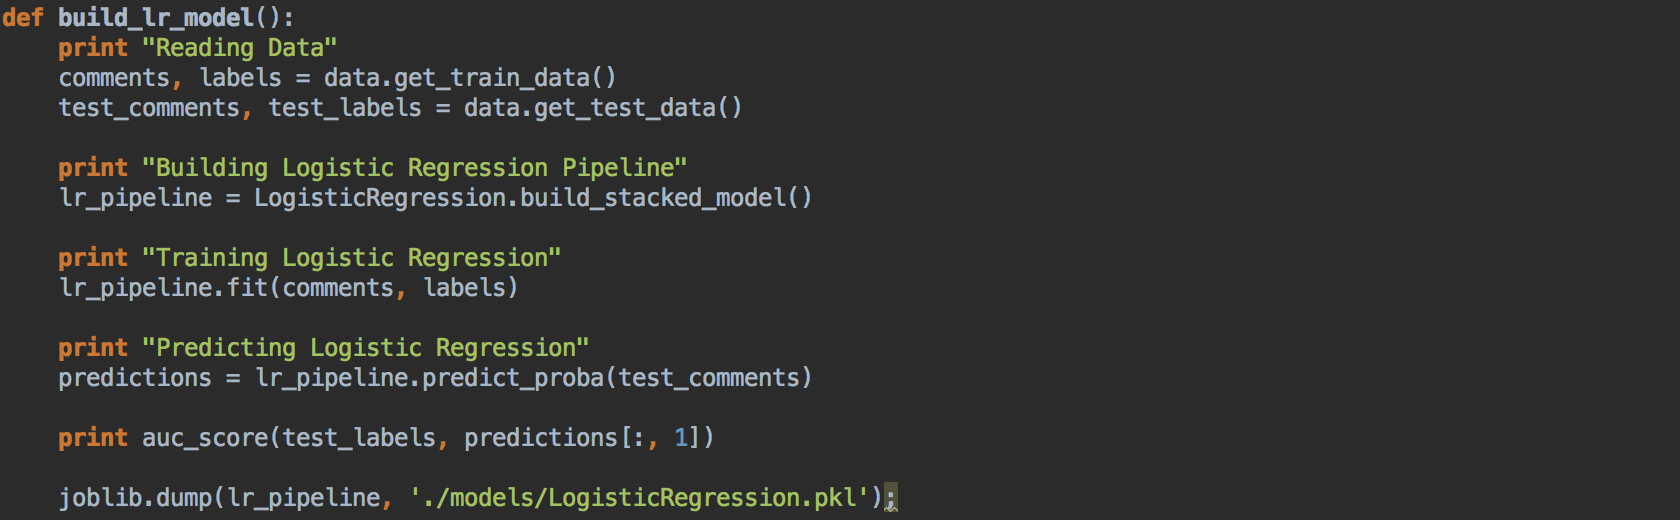 def build_lr_model():
    print "Reading Data"
    comments, labels = data.get_train_data()
    test_comments, test_labels = data.get_test_data()

    print "Building Logistic Regression Pipeline"
    lr_pipeline = LogisticRegression.build_stacked_model()

    print "Training Logistic Regression"
    lr_pipeline.fit(comments, labels)

    print "Predicting Logistic Regression"
    predictions = lr_pipeline.predict_proba(test_comments)

    print auc_score(test_labels, predictions[:, 1])

    joblib.dump(lr_pipeline, './models/LogisticRegression.pkl');